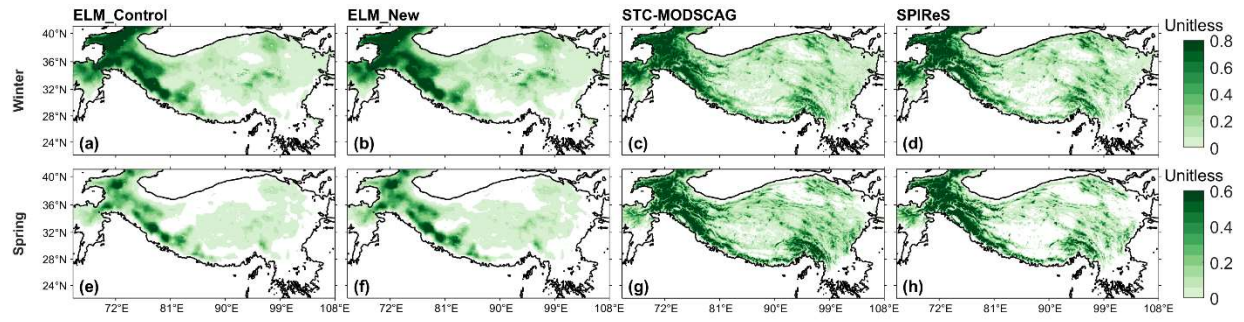 ELM_Control ELM_New STC-MODSCAG SPIReS
Unitless
40°N
36°N
32°N
28°N
24°N
Winter
(a) (b) (c) (d)
0.8
0.6
0.4
0.2
0
Unitless
40°N
36°N
32°N
28°N
24°N
Spring
(e) (f) (g) (h)
0.6
0.4
0.2
0
72°E 81°E 90°E 99°E 108°E 72°E 81°E 90°E 99°E 108°E 72°E 81°E 90°E 99°E 108°E 72°E 81°E 90°E 99°E 108°E